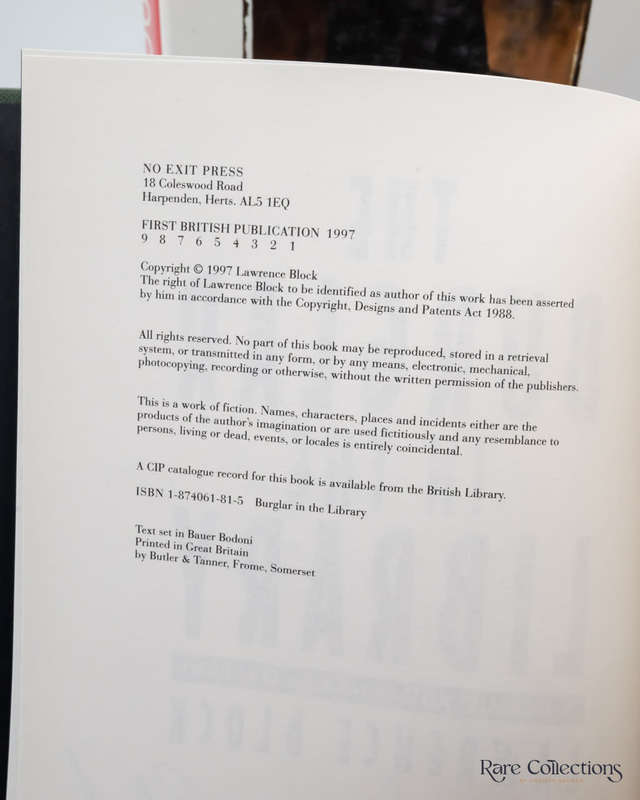 NO EXIT PRESS
18 Coleswood Road
Harpenden, Herts. AL5 1EQ
FIRST BRITISH PUBLICATION 1997
9 8 7 6 5 4 3 2 1
Copyright © 1997 Lawrence Block
The right of Lawrence Block to be identified as author of this work has been asserted
by him in accordance with the Copyright, Designs and Patents Act 1988.
All rights reserved. No part of this book may be reproduced, stored in a retrieval
system, or transmitted in any form, or by any means, electronic, mechanical,
photocopying, recording or otherwise, without the written permission of the publishers.
This is a work of fiction. Names, characters, places and incidents either are the
products of the author's imagination or are used fictitiously and any resemblance to
persons, living or dead, events, or locales is entirely coincidental.
A CIP catalogue record for this book is available from the British Library.
ISBN 1-874061-81-5 Burglar in the Library
Text set in Bauer Bodoni
Printed in Great Britain
by Butler & Tanner, Frome, Somerset
THE
LIBRARY
BLOCK
Rare Collections